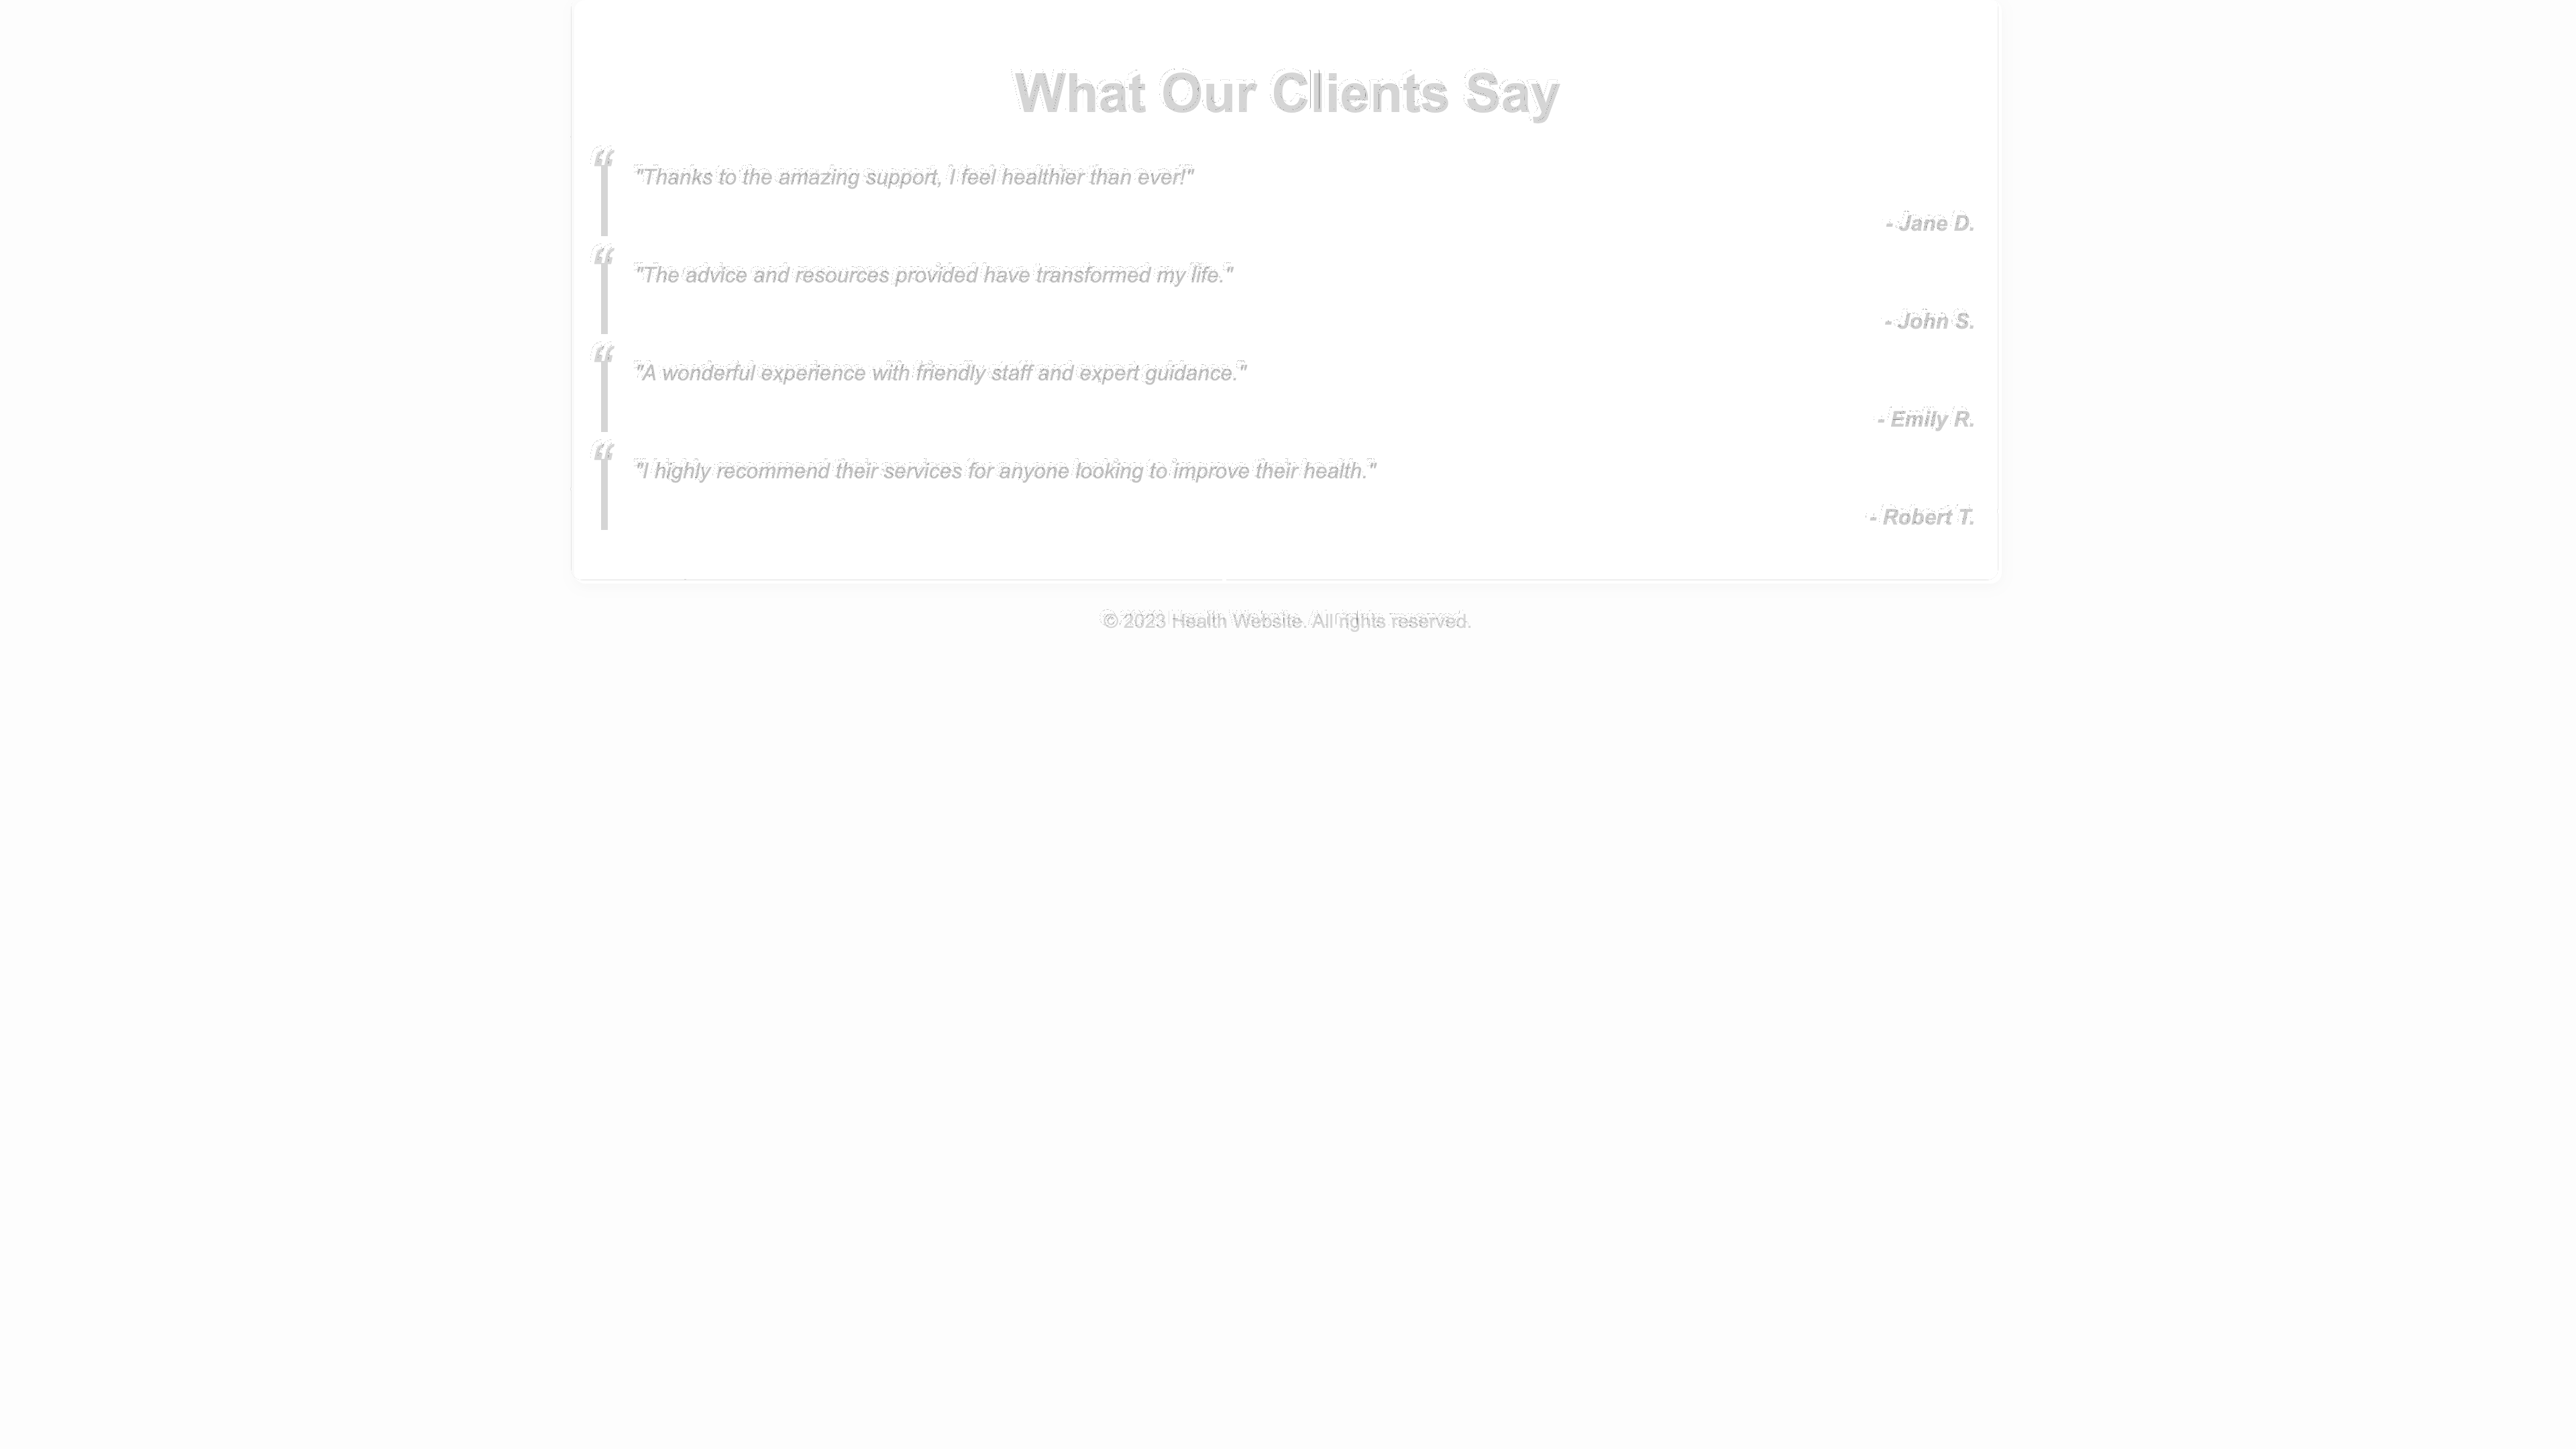 What Our Clients Say
“
"Thanks to the amazing support, I feel healthier than ever!"
- Jane D.
“
"The advice and resources provided have transformed my life."
- John S.
“
"A wonderful experience with friendly staff and expert guidance."
- Emily R.
“
"I highly recommend their services for anyone looking to improve their health."
- Robert T.
© 2023 Health Website. All rights reserved.